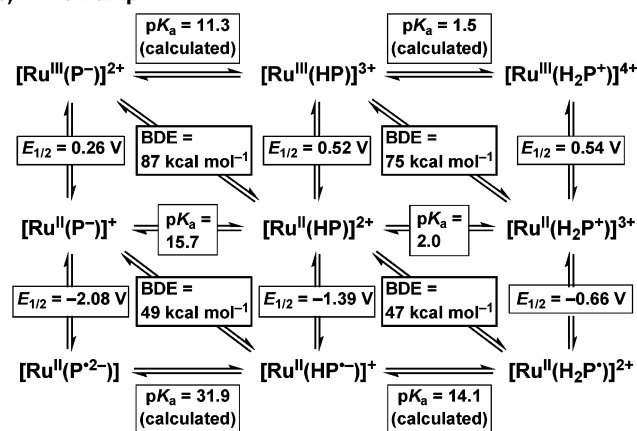 pKₐ = 11.3
(calculated)
pKₐ = 1.5
(calculated)
[Ruᴵᴵᴵ(P⁻)]²⁺
[Ruᴵᴵᴵ(HP)]³⁺
[Ruᴵᴵᴵ(H₂P⁺)]⁴⁺
E₁/₂ = 0.26 V
BDE =
87 kcal mol⁻¹
E₁/₂ = 0.52 V
BDE =
75 kcal mol⁻¹
E₁/₂ = 0.54 V
[Ruᴵᴵ(P⁻)]⁺
pKₐ =
15.7
[Ruᴵᴵ(HP)]²⁺
pKₐ =
2.0
[Ruᴵᴵ(H₂P⁺)]³⁺
E₁/₂ = –2.08 V
BDE =
49 kcal mol⁻¹
E₁/₂ = –1.39 V
BDE =
47 kcal mol⁻¹
E₁/₂ = –0.66 V
[Ruᴵᴵ(P•²⁻)]
[Ruᴵᴵ(HP•⁻)]⁺
[Ruᴵᴵ(H₂P•)]²⁺
pKₐ = 31.9
(calculated)
pKₐ = 14.1
(calculated)